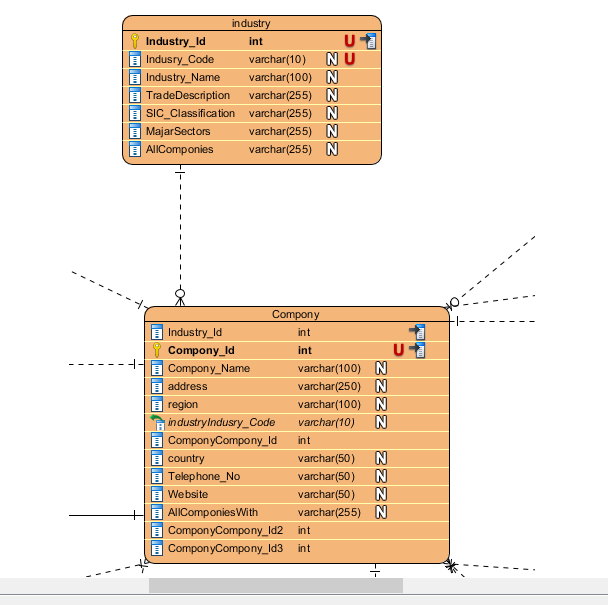 industry
Industry_Id int U
Indusry_Code varchar(10) N U
Industry_Name varchar(100) N
TradeDescription varchar(255) N
SIC_Classification varchar(255) N
MajarSectors varchar(255) N
AllComponies varchar(255) N
Compony
Industry_Id int
Compony_Id int U
Compony_Name varchar(100) N
address varchar(250) N
region varchar(100) N
industryIndusry_Code varchar(10) N
ComponyCompony_Id int
country varchar(50) N
Telephone_No varchar(50) N
Website varchar(50) N
AllComponiesWith varchar(255) N
ComponyCompony_Id2 int
ComponyCompony_Id3 int